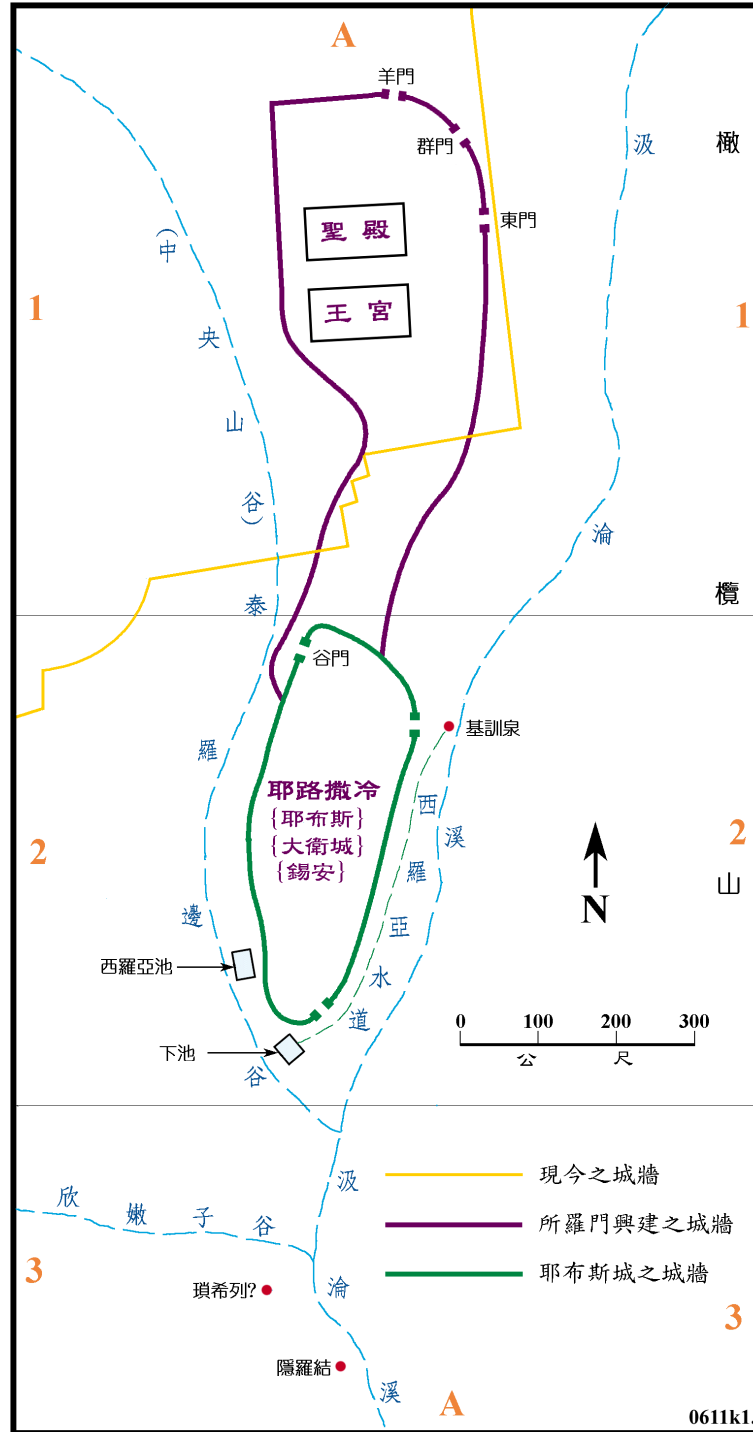 A
羊門
群門
東門
聖殿
王宮
1
1
(中央山谷)
泰羅邊谷
汲淪溪
橄欖山
谷門
基訓泉
耶路撒冷
{耶布斯}
{大衛城}
{錫安}
西羅亞水道
2
2
N
西羅亞池
下池
0 100 200 300
公尺
欣嫩子谷
汲淪溪
現今之城牆
所羅門興建之城牆
耶布斯城之城牆
3
3
瑣希列?
隱羅結
A
0611k1.